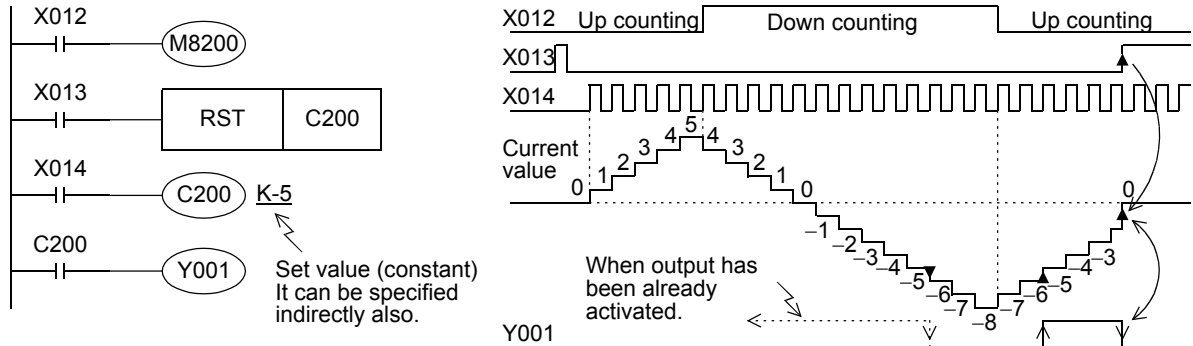 X012
M8200
X013
RST C200
X014
C200 K-5
C200
Y001
Set value (constant)
It can be specified
indirectly also.
X012 Up counting Down counting Up counting
X013
X014
Current
value
0 1 2 3 4 5 4 3 2 1 0
–1 –2 –3 –4 –5 –6 –7 –8 –7 –6 –5 –4 –3 0
When output has
been already
activated.
Y001